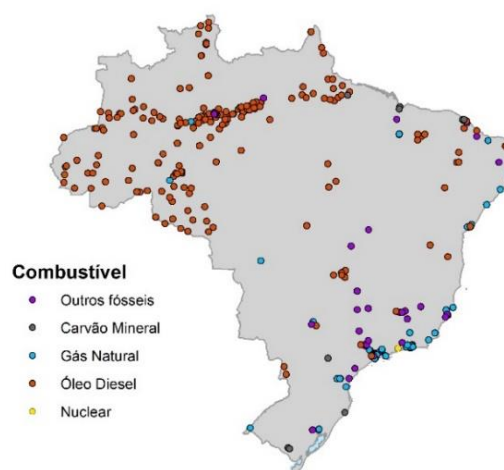 Combustível
Outros fósseis
Carvão Mineral
Gás Natural
Óleo Diesel
Nuclear